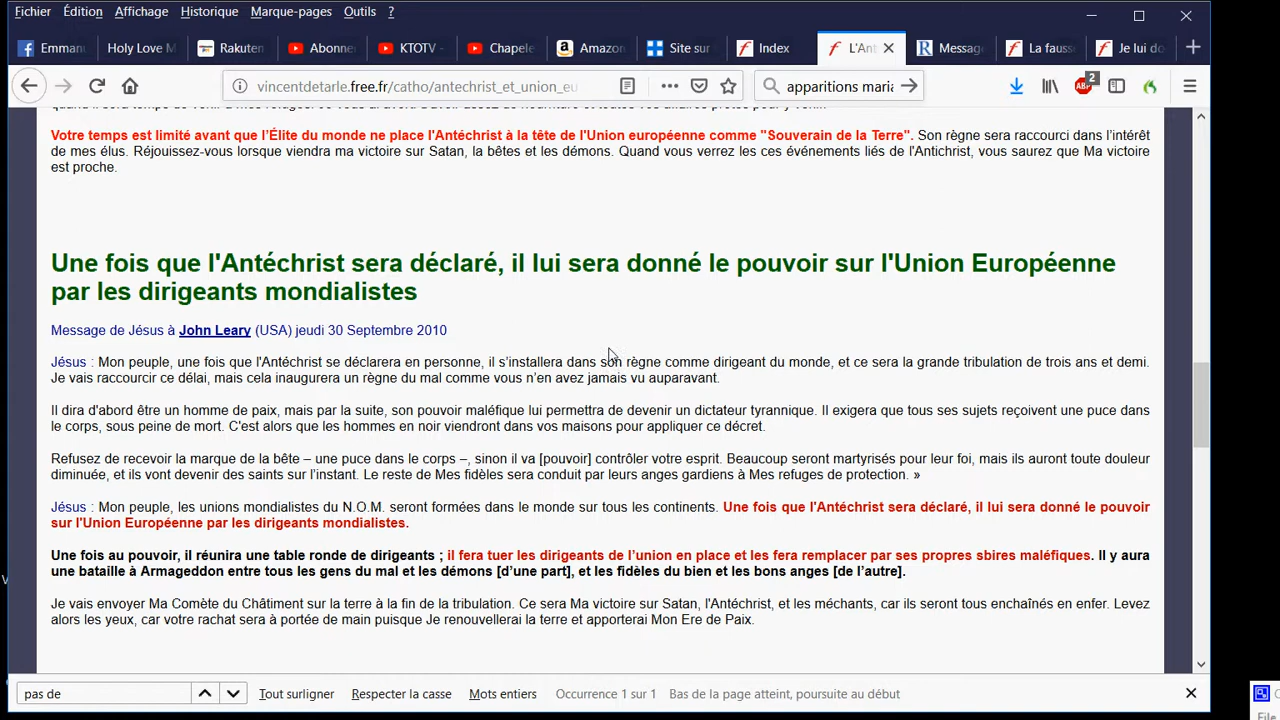 Fichier Édition Affichage Historique Marque-pages Outils ?
Emmanu Holy Love M Rakuten Abonne KTOTV - Chapele Amazon Site sur Index L'Ant Messag La fauss Je lui do
vincentdetarle.free.fr/catho/antechrist_et_union_eu apparitions maria ABP 2
Votre temps est limité avant que l'Élite du monde ne place l'Antéchrist à la tête de l'Union européenne comme "Souverain de la Terre". Son règne sera raccourci dans l'intérêt
de mes élus. Réjouissez-vous lorsque viendra ma victoire sur Satan, la bêtes et les démons. Quand vous verrez les ces événements liés de l'Antichrist, vous saurez que Ma victoire
est proche.
Une fois que l'Antéchrist sera déclaré, il lui sera donné le pouvoir sur l'Union Européenne
par les dirigeants mondialistes
Message de Jésus à John Leary (USA) jeudi 30 Septembre 2010
Jésus : Mon peuple, une fois que l'Antéchrist se déclarera en personne, il s'installera dans son règne comme dirigeant du monde, et ce sera la grande tribulation de trois ans et demi.
Je vais raccourcir ce délai, mais cela inaugurera un règne du mal comme vous n'en avez jamais vu auparavant.
Il dira d'abord être un homme de paix, mais par la suite, son pouvoir maléfique lui permettra de devenir un dictateur tyrannique. Il exigera que tous ses sujets reçoivent une puce dans
le corps, sous peine de mort. C'est alors que les hommes en noir viendront dans vos maisons pour appliquer ce décret.
Refusez de recevoir la marque de la bête – une puce dans le corps –, sinon il va [pouvoir] contrôler votre esprit. Beaucoup seront martyrisés pour leur foi, mais ils auront toute douleur
diminuée, et ils vont devenir des saints sur l'instant. Le reste de Mes fidèles sera conduit par leurs anges gardiens à Mes refuges de protection. »
Jésus : Mon peuple, les unions mondialistes du N.O.M. seront formées dans le monde sur tous les continents. Une fois que l'Antéchrist sera déclaré, il lui sera donné le pouvoir
sur l'Union Européenne par les dirigeants mondialistes.
Une fois au pouvoir, il réunira une table ronde de dirigeants ; il fera tuer les dirigeants de l'union en place et les fera remplacer par ses propres sbires maléfiques. Il y aura
une bataille à Armageddon entre tous les gens du mal et les démons [d'une part], et les fidèles du bien et les bons anges [de l'autre].
Je vais envoyer Ma Comète du Châtiment sur la terre à la fin de la tribulation. Ce sera Ma victoire sur Satan, l'Antéchrist, et les méchants, car ils seront tous enchaînés en enfer. Levez
alors les yeux, car votre rachat sera à portée de main puisque Je renouvellerai la terre et apporterai Mon Ere de Paix.
pas de Tout surligner Respecter la casse Mots entiers Occurrence 1 sur 1 Bas de la page atteint, poursuite au début
File